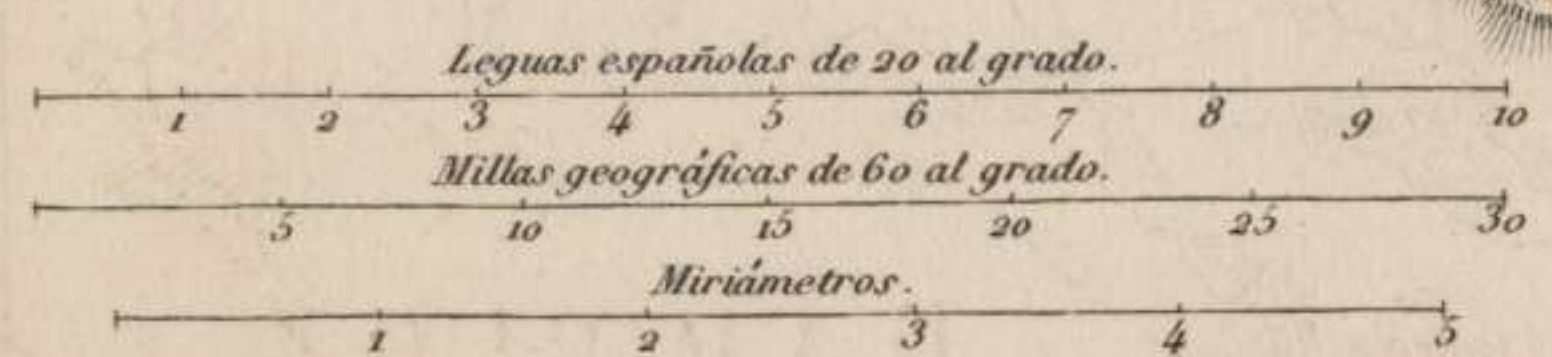 Leguas españolas de 20 al grado.
1 2 3 4 5 6 7 8 9 10
Millas geográficas de 60 al grado.
5 10 15 20 25 30
Miriámetros.
1 2 3 4 5